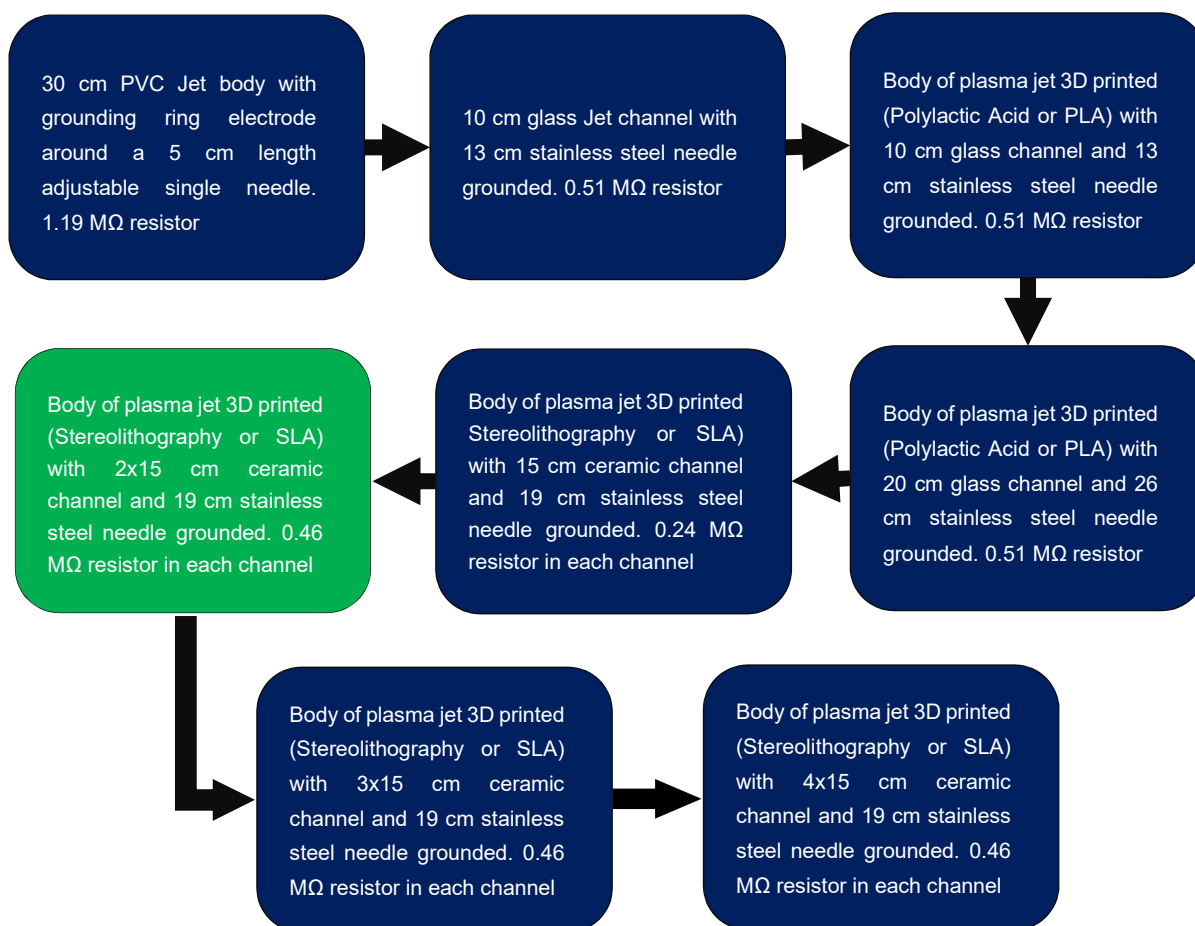 30 cm PVC Jet body with
grounding ring electrode
around a 5 cm length
adjustable single needle.
1.19 MΩ resistor
10 cm glass Jet channel with
13 cm stainless steel needle
grounded. 0.51 MΩ resistor
Body of plasma jet 3D printed
(Polylactic Acid or PLA) with
10 cm glass channel and 13
cm stainless steel needle
grounded. 0.51 MΩ resistor
Body of plasma jet 3D printed
(Polylactic Acid or PLA) with
20 cm glass channel and 26
cm stainless steel needle
grounded. 0.51 MΩ resistor
Body of plasma jet 3D printed
Stereolithography or SLA)
with 15 cm ceramic channel
and 19 cm stainless steel
needle grounded. 0.24 MΩ
resistor in each channel
Body of plasma jet 3D printed
(Stereolithography or SLA)
with 2x15 cm ceramic
channel and 19 cm stainless
steel needle grounded. 0.46
MΩ resistor in each channel
Body of plasma jet 3D printed
(Stereolithography or SLA)
with 3x15 cm ceramic
channel and 19 cm stainless
steel needle grounded. 0.46
MΩ resistor in each channel
Body of plasma jet 3D printed
(Stereolithography or SLA)
with 4x15 cm ceramic
channel and 19 cm stainless
steel needle grounded. 0.46
MΩ resistor in each channel